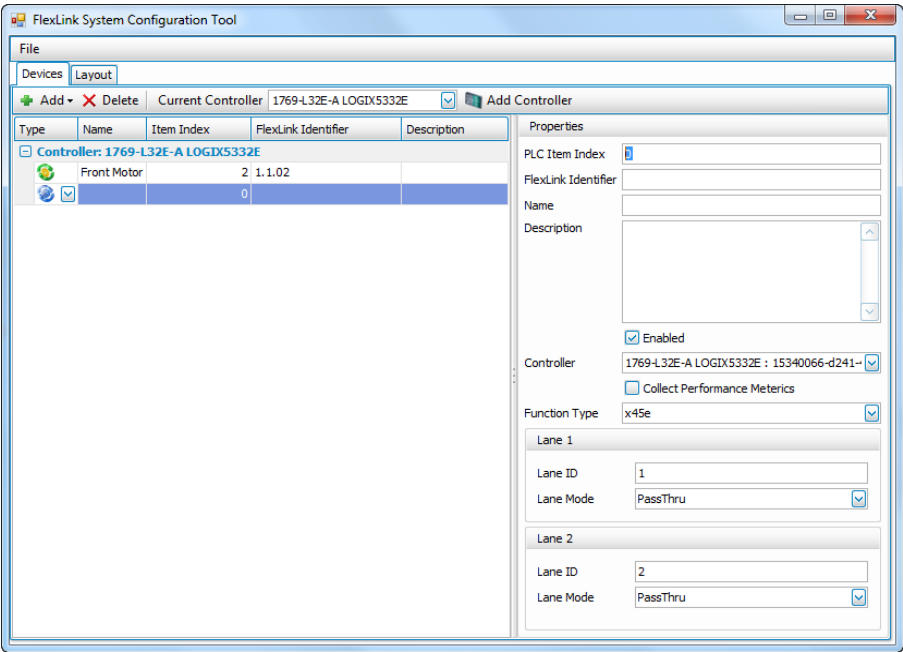 FlexLink System Configuration Tool
File
Devices Layout
Add Delete Current Controller 1769-L32E-A LOGIX5332E Add Controller
Type Name Item Index FlexLink Identifier Description
Controller: 1769-L32E-A LOGIX5332E
Front Motor 2 1.1.02
0
Properties
PLC Item Index 0
FlexLink Identifier
Name
Description
Enabled
Controller 1769-L32E-A LOGIX5332E : 15340066-d241-
Collect Performance Meterics
Function Type x45e
Lane 1
Lane ID 1
Lane Mode PassThru
Lane 2
Lane ID 2
Lane Mode PassThru